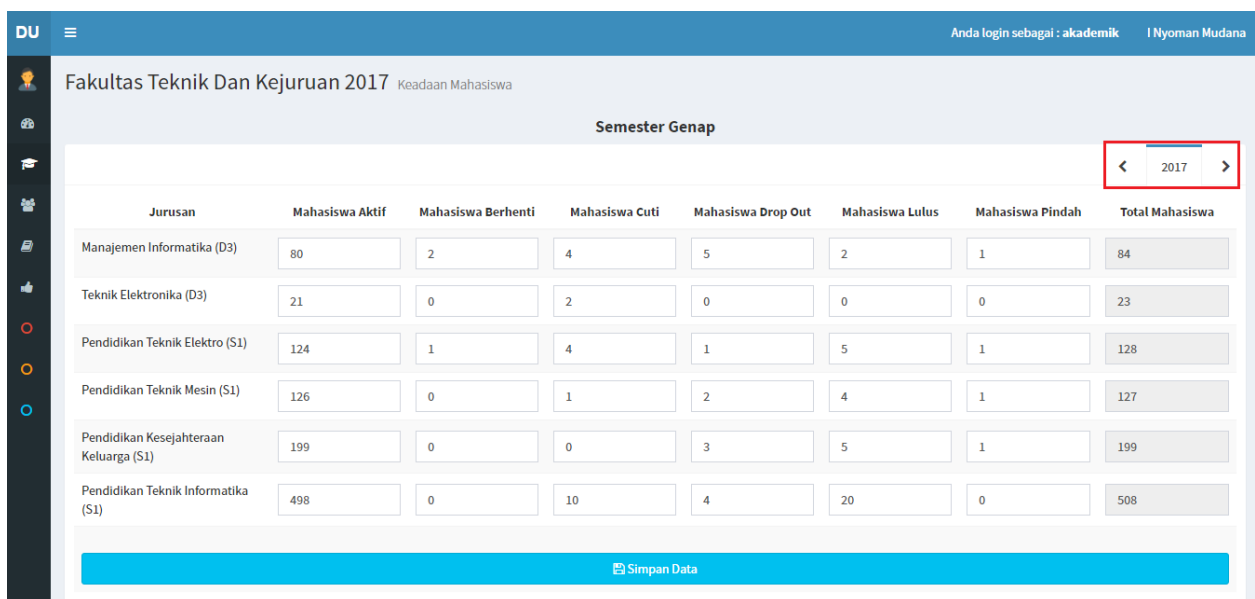 DU Anda login sebagai : akademik I Nyoman Mudana
Fakultas Teknik Dan Kejuruan 2017 Keadaan Mahasiswa
Semester Genap
2017
Jurusan Mahasiswa Aktif Mahasiswa Berhenti Mahasiswa Cuti Mahasiswa Drop Out Mahasiswa Lulus Mahasiswa Pindah Total Mahasiswa
Manajemen Informatika (D3) 80 2 4 5 2 1 84
Teknik Elektronika (D3) 21 0 2 0 0 0 23
Pendidikan Teknik Elektro (S1) 124 1 4 1 5 1 128
Pendidikan Teknik Mesin (S1) 126 0 1 2 4 1 127
Pendidikan Kesejahteraan
Keluarga (S1) 199 0 0 3 5 1 199
Pendidikan Teknik Informatika
(S1) 498 0 10 4 20 0 508
Simpan Data